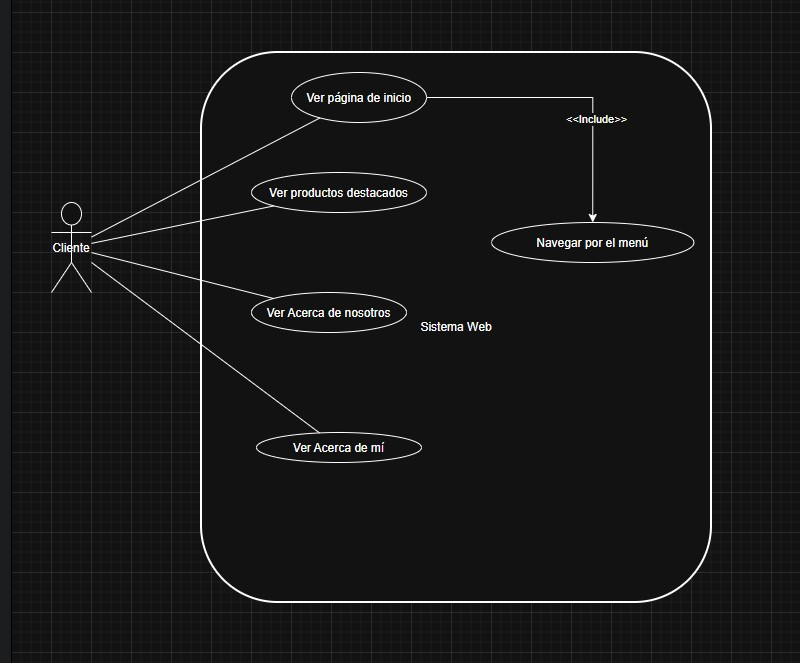 Ver página de inicio
<<Include>>
Ver productos destacados
Cliente
Navegar por el menú
Ver Acerca de nosotros
Sistema Web
Ver Acerca de mí